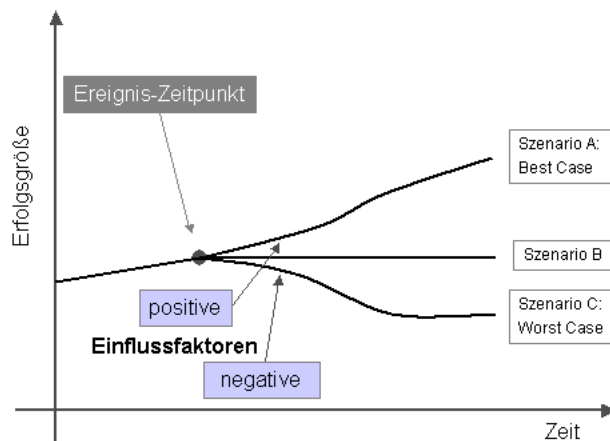 Ereignis-Zeitpunkt
Erfolgsgröße
Szenario A:
Best Case
Szenario B
positive
Szenario C:
Worst Case
Einflussfaktoren
negative
Zeit